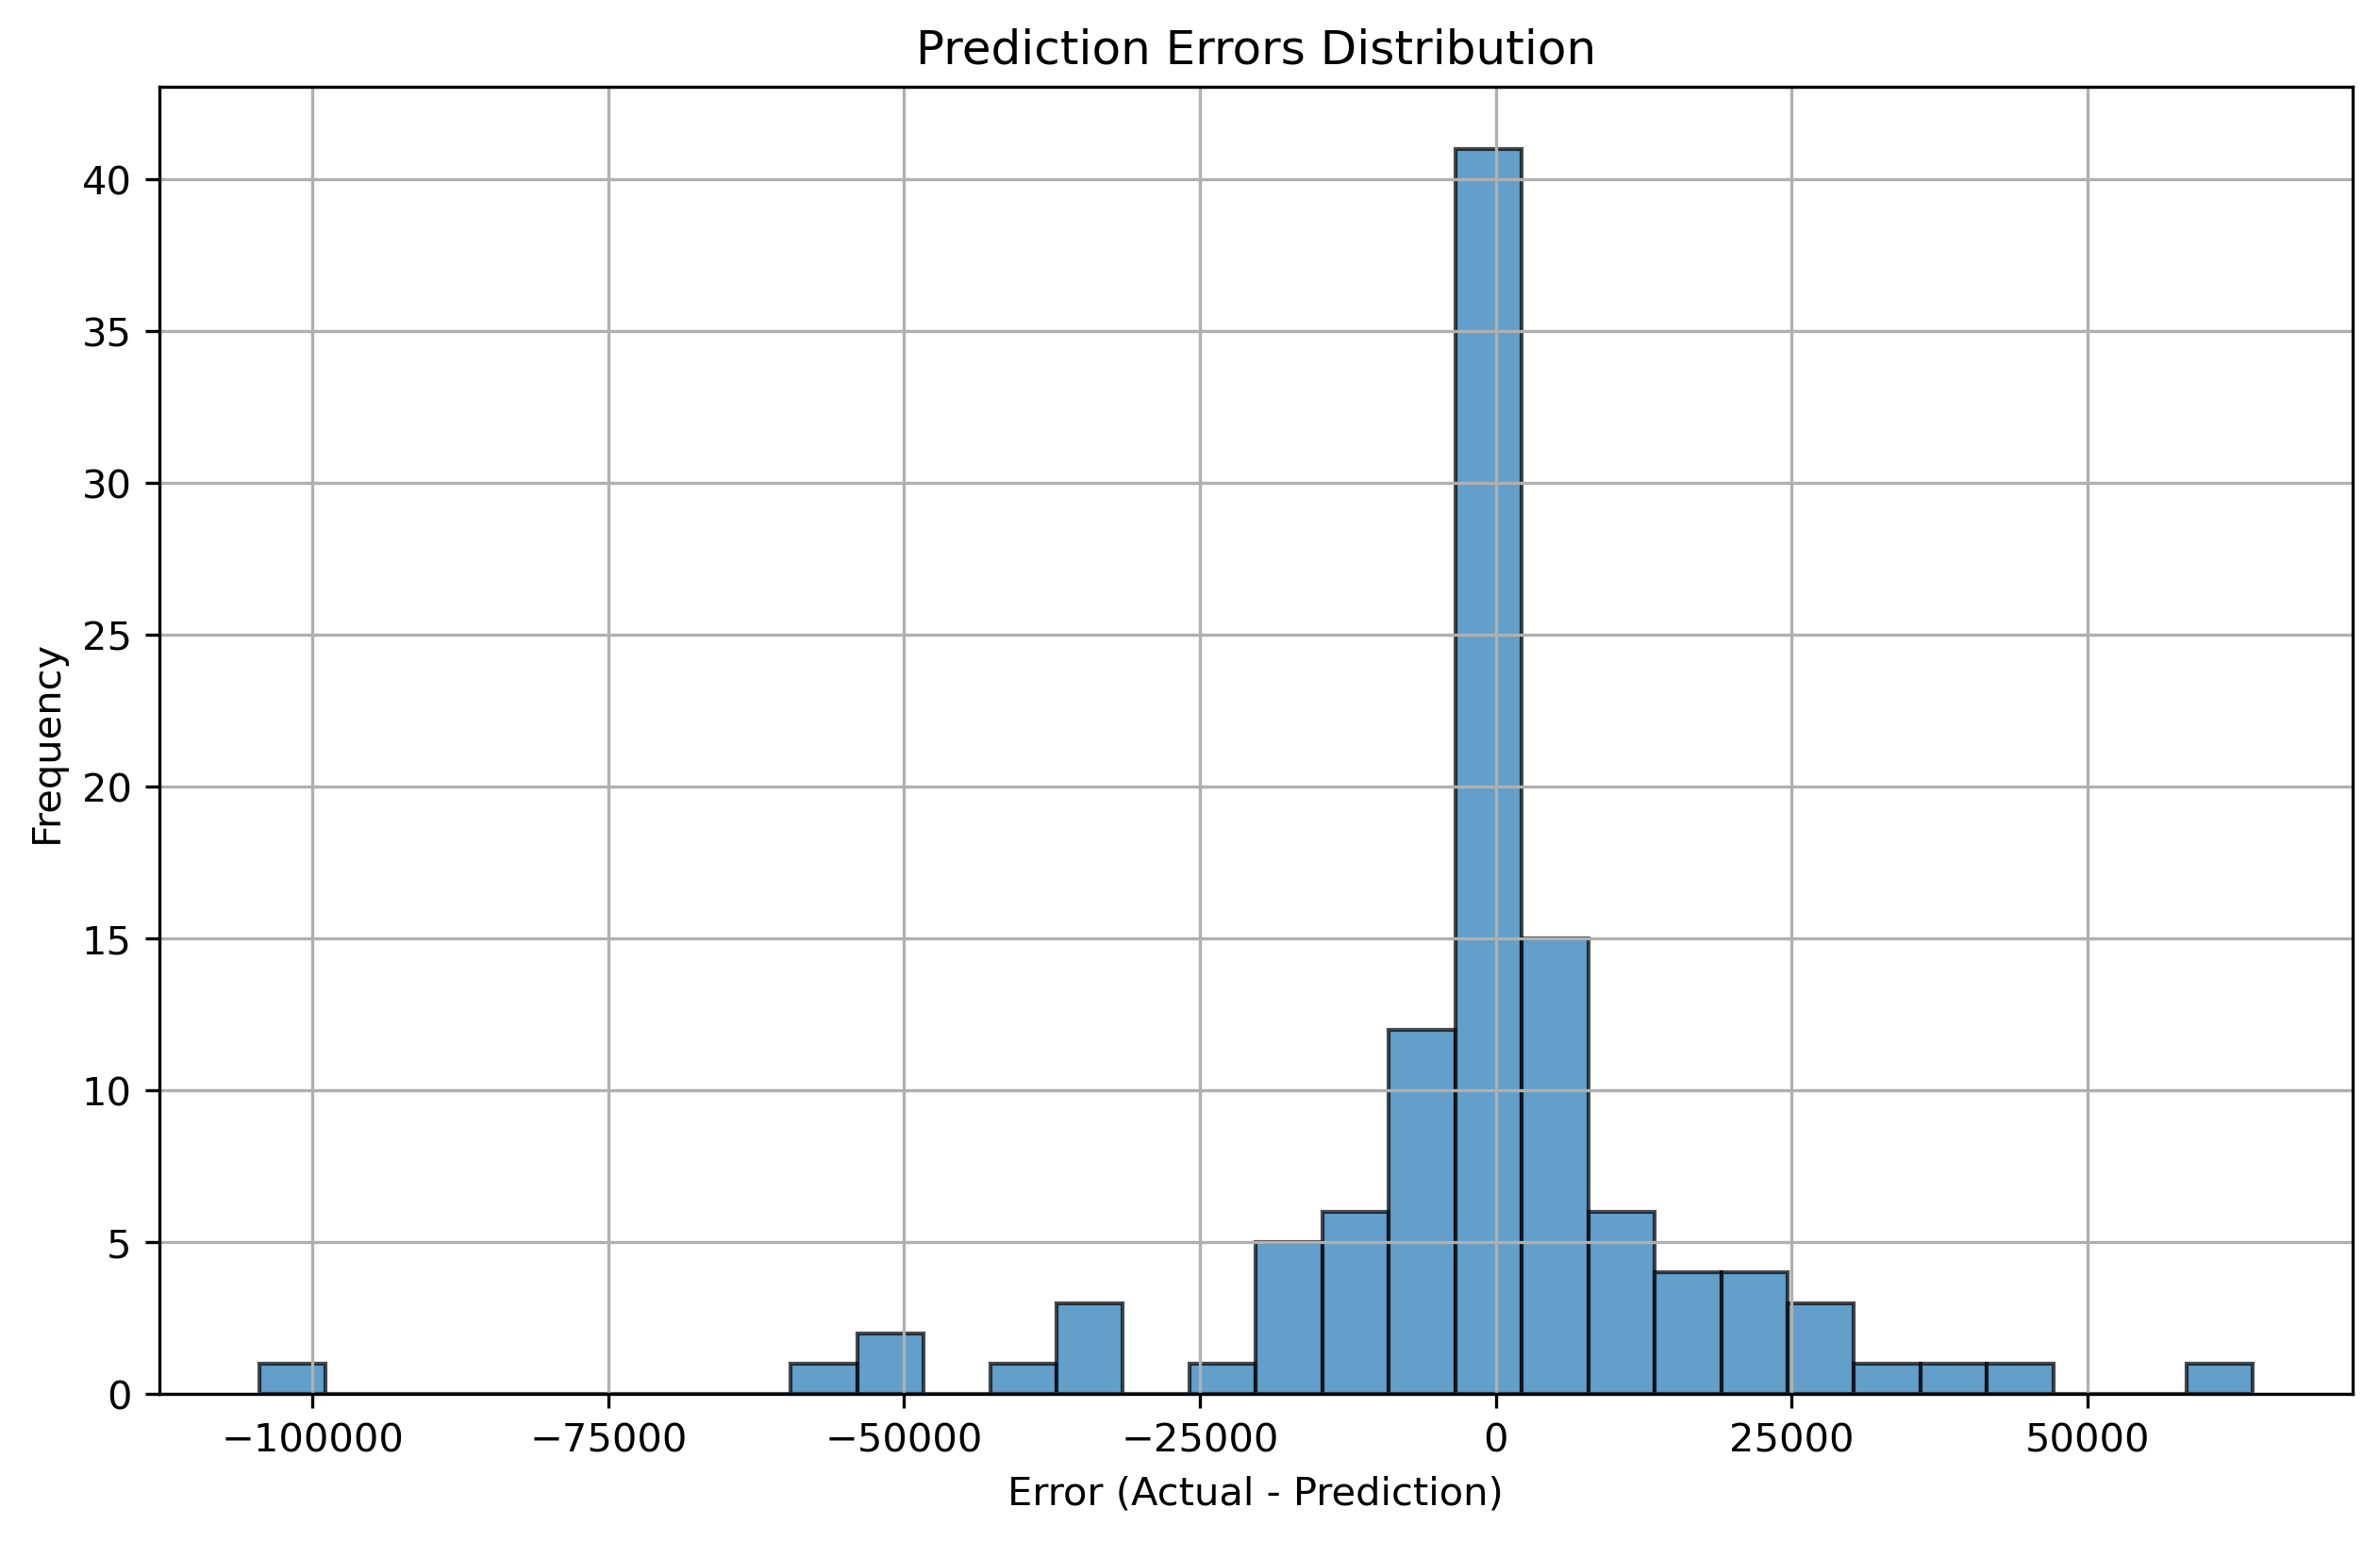 Prediction Errors Distribution
Frequency
40
35
30
25
20
15
10
5
0
−100000 −75000 −50000 −25000 0 25000 50000
Error (Actual - Prediction)